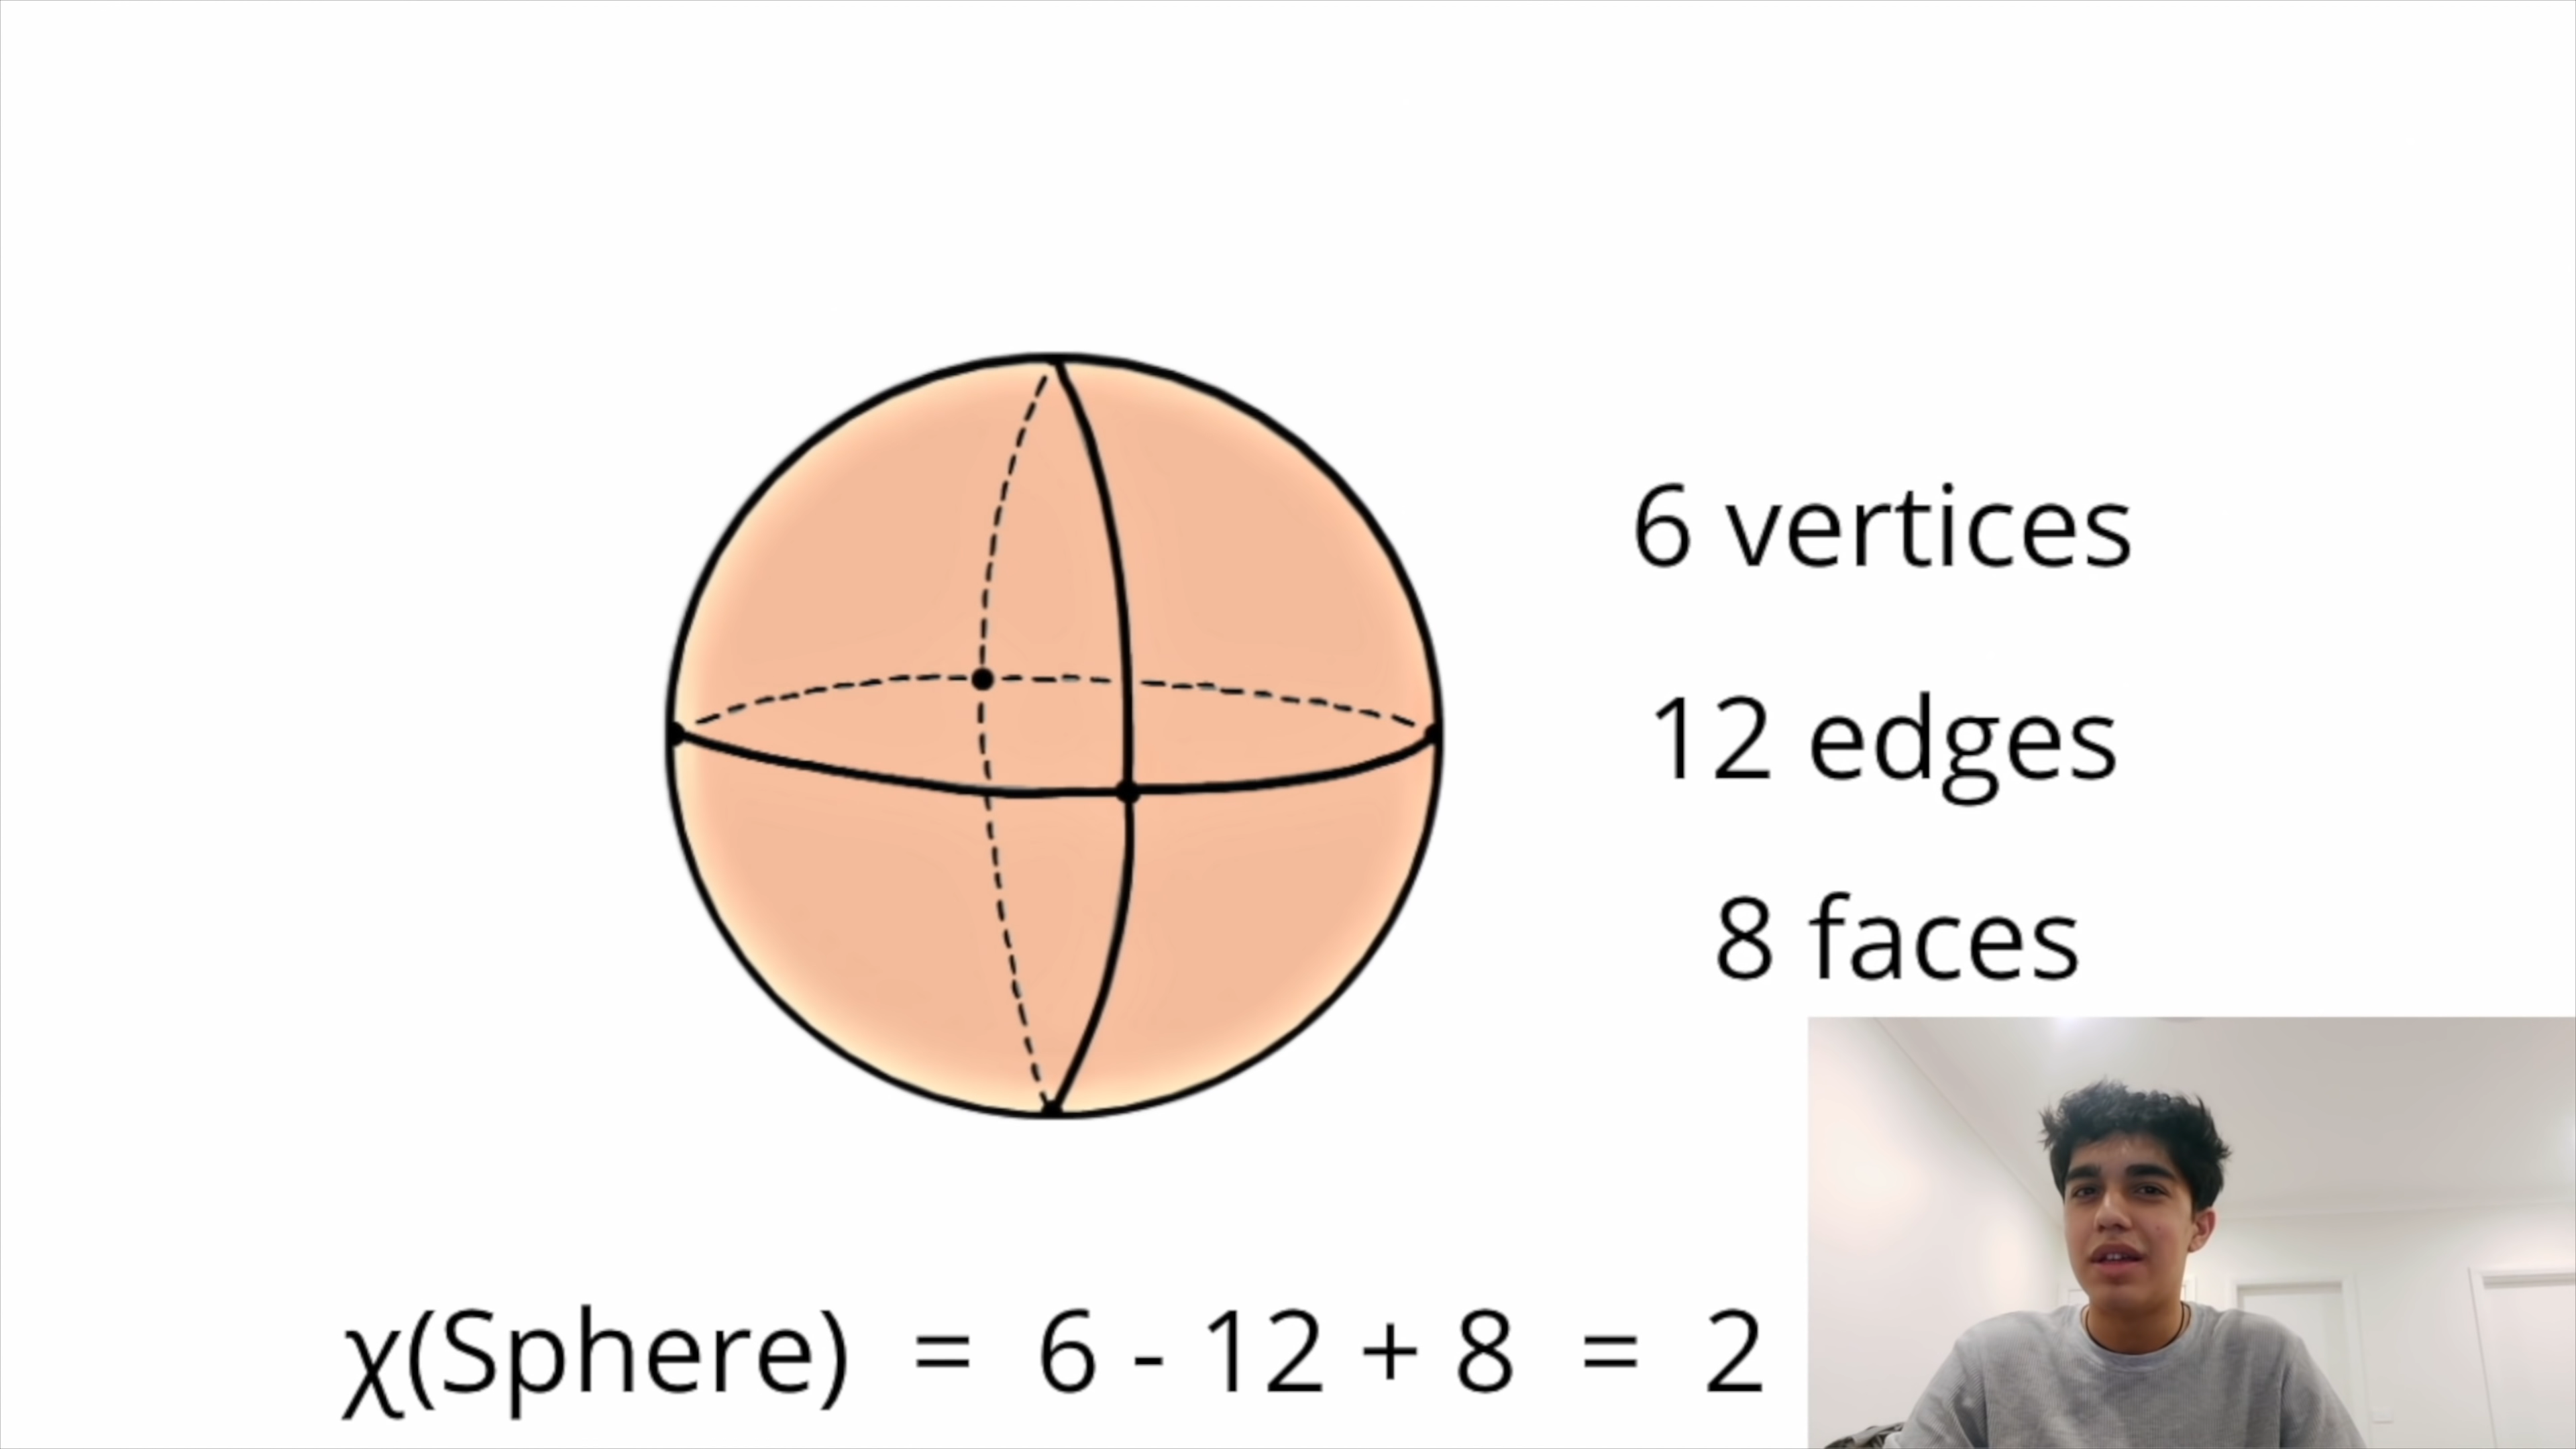 6 vertices
12 edges
8 faces
χ(Sphere) = 6 - 12 + 8 = 2